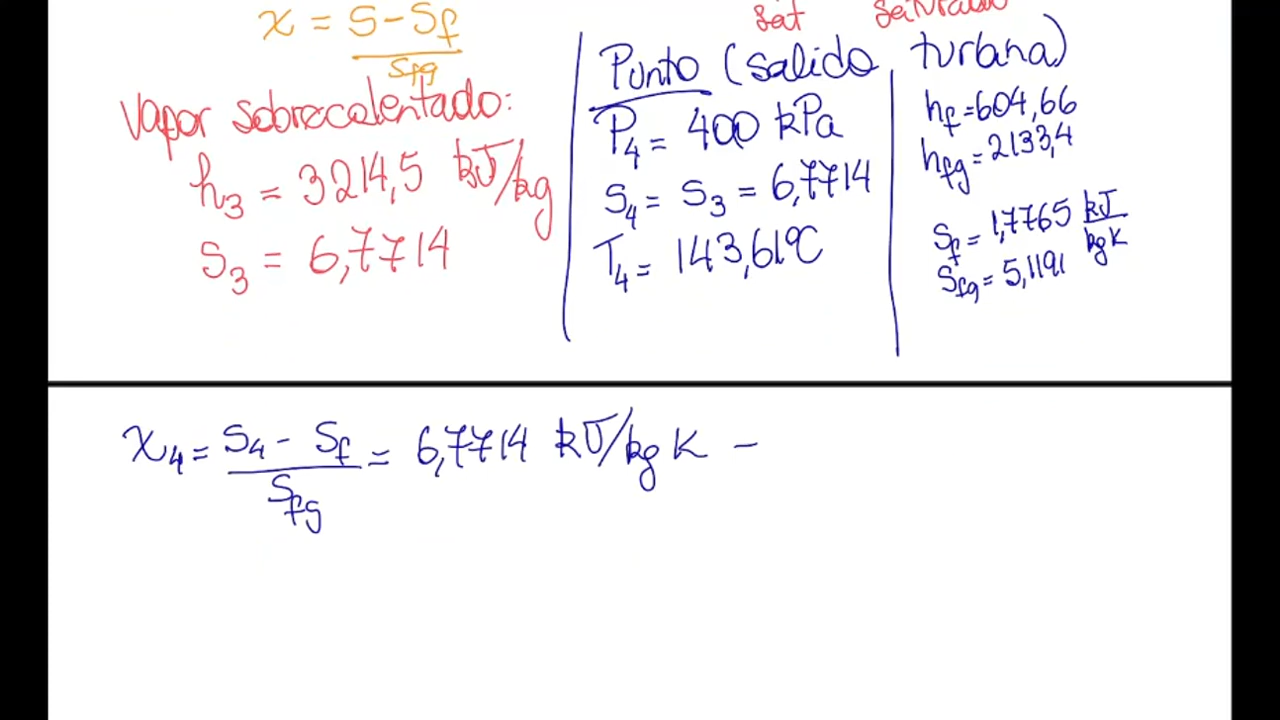 x = S - Sf
Sfg
sat saturado
Vapor sobrecalentado:
h3 = 3214,5 kJ/kg
S3 = 6,7714
Punto (salida turbina)
P4 = 400 kPa
S4 = S3 = 6,7714
T4 = 143,61°C
hf = 604,66
hfg = 2133,4
Sf = 1,7765 kJ/kg K
Sfg = 5,1191
x4 = S4 - Sf = 6,7714 kJ/kg K -
Sfg